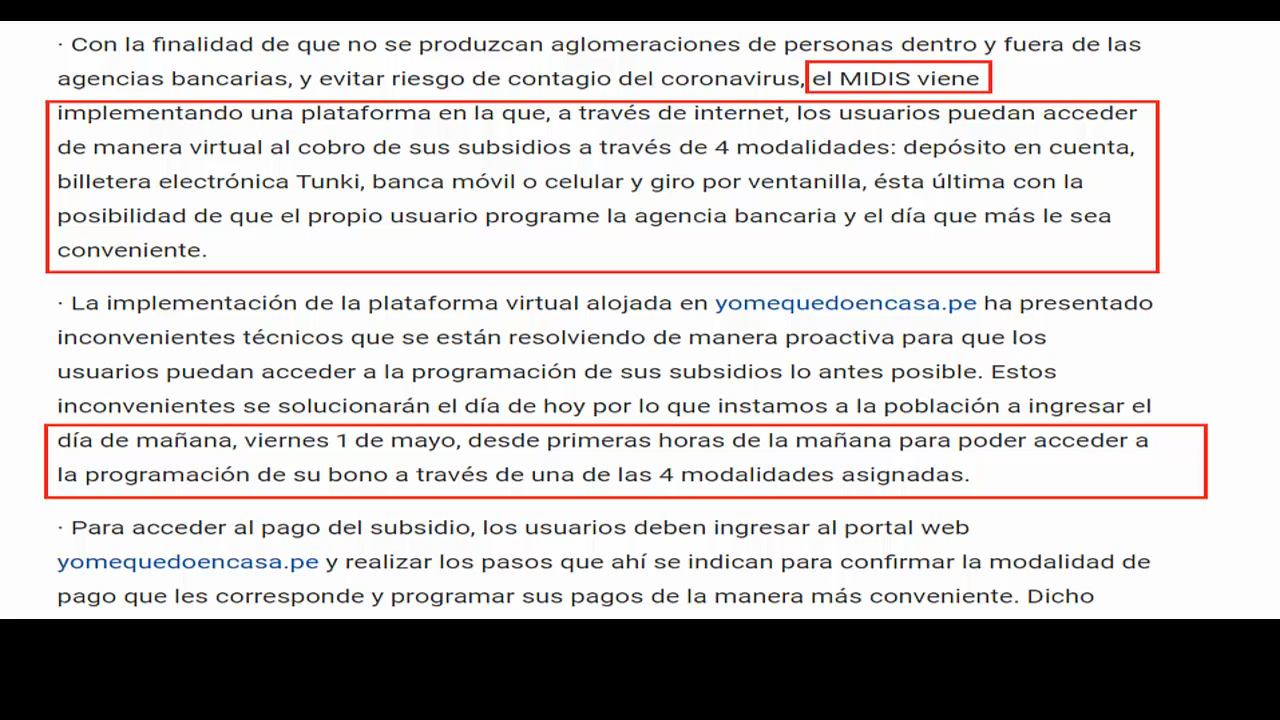 · Con la finalidad de que no se produzcan aglomeraciones de personas dentro y fuera de las
agencias bancarias, y evitar riesgo de contagio del coronavirus, el MIDIS viene
implementando una plataforma en la que, a través de internet, los usuarios puedan acceder
de manera virtual al cobro de sus subsidios a través de 4 modalidades: depósito en cuenta,
billetera electrónica Tunki, banca móvil o celular y giro por ventanilla, ésta última con la
posibilidad de que el propio usuario programe la agencia bancaria y el día que más le sea
conveniente.
· La implementación de la plataforma virtual alojada en yomequedoencasa.pe ha presentado
inconvenientes técnicos que se están resolviendo de manera proactiva para que los
usuarios puedan acceder a la programación de sus subsidios lo antes posible. Estos
inconvenientes se solucionarán el día de hoy por lo que instamos a la población a ingresar el
día de mañana, viernes 1 de mayo, desde primeras horas de la mañana para poder acceder a
la programación de su bono a través de una de las 4 modalidades asignadas.
· Para acceder al pago del subsidio, los usuarios deben ingresar al portal web
yomequedoencasa.pe y realizar los pasos que ahí se indican para confirmar la modalidad de
pago que les corresponde y programar sus pagos de la manera más conveniente. Dicho